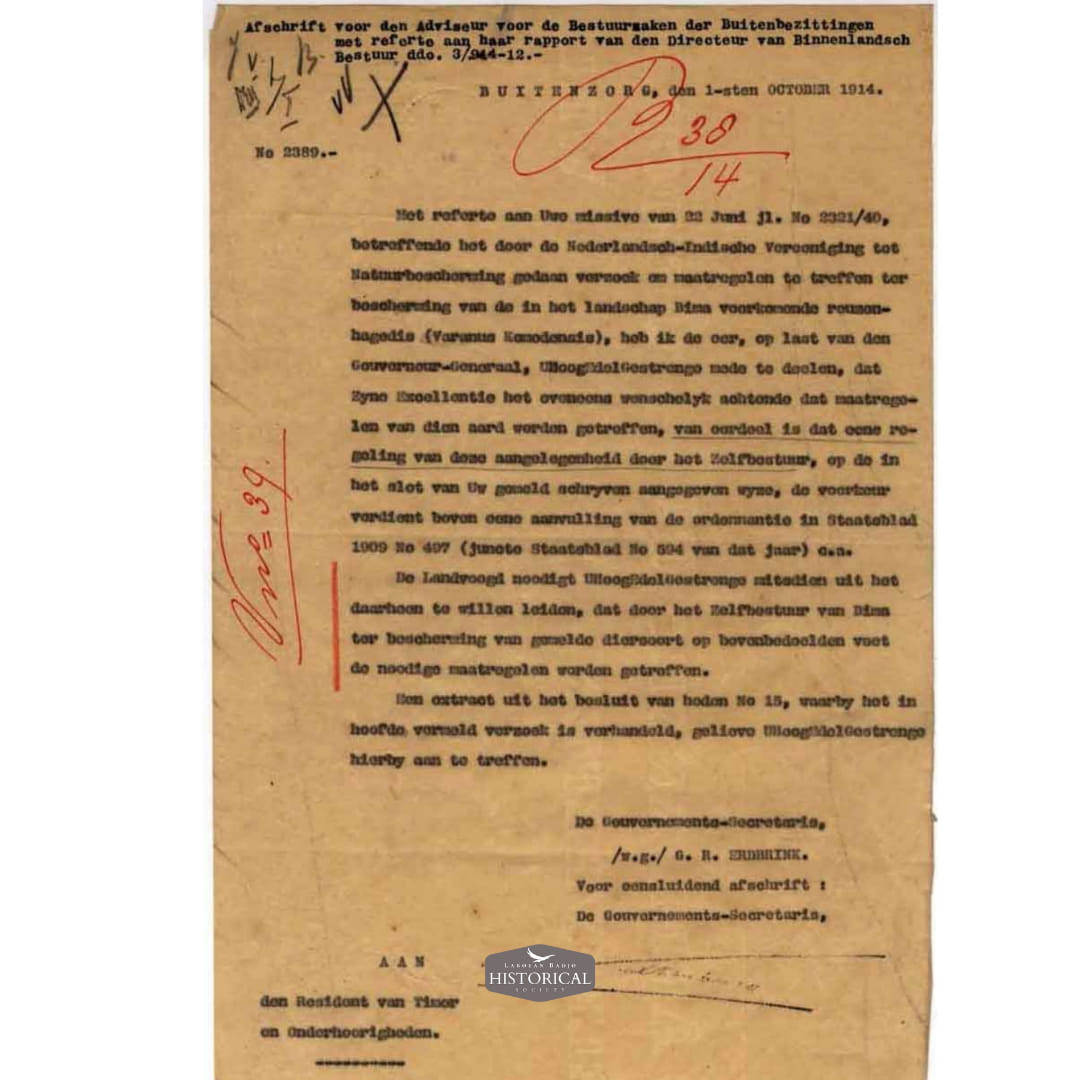 Afschrift voor den Adviseur voor de Bestuurszaken der Buitenbezittingen
met referte aan haar rapport van den Directeur van Binnenlandsch
Bestuur ddo. 3/944-12.-
BUITENZORG, den 1-sten OCTOBER 1914.
38
14
No 2389.-
Met referte aan Uwe missive van 22 Juni jl. No 2321/40,
betreffende het door de Nederlandsch-Indische Vereeniging tot
Natuurbescherming gedaan verzoek om maatregelen te treffen ter
bescherming van de in het landschap Bima voorkomende reusen-
hagedis (Varanus Komodensis), heb ik de eer, op last van den
Gouverneur-Generaal, UHoogEdelGestrenge mede te deelen, dat
Zyne Excellentie het eveneens wenschelyk achtende dat maatrege-
len van dien aard worden getroffen, van oordeel is dat eene re-
geling van deze aangelegenheid door het Zelfbestuur, op de in
het slot van Uw gemeld schryven aangegeven wyze, de voorkeur
verdient boven eene aanvulling van de ordonnantie in Staatsblad
1909 No 497 (juncto Staatsblad No 594 van dat jaar) c.a.
De Landvoogd noodigt UHoogEdelGestrenge mitsdien uit het
daarheen te willen leiden, dat door het Zelfbestuur van Bima
ter bescherming van gemelde diersoort op bovenbedoelden voet
de noodige maatregelen worden getroffen.
Een extract uit het besluit van heden No 15, waarby het in
hoofde vermeld verzoek is verhandeld, gelieve UHoogEdelGestrenge
hierby aan te treffen.
39
De Gouvernements-Secretaris,
/w.g./ G. R. ERDBRINK.
Voor eensluidend afschrift :
De Gouvernements-Secretaris,
AAN
den Resident van Timor
en Onderhoorigheden.
LABOEAN BADJO
HISTORICAL
SOCIETY